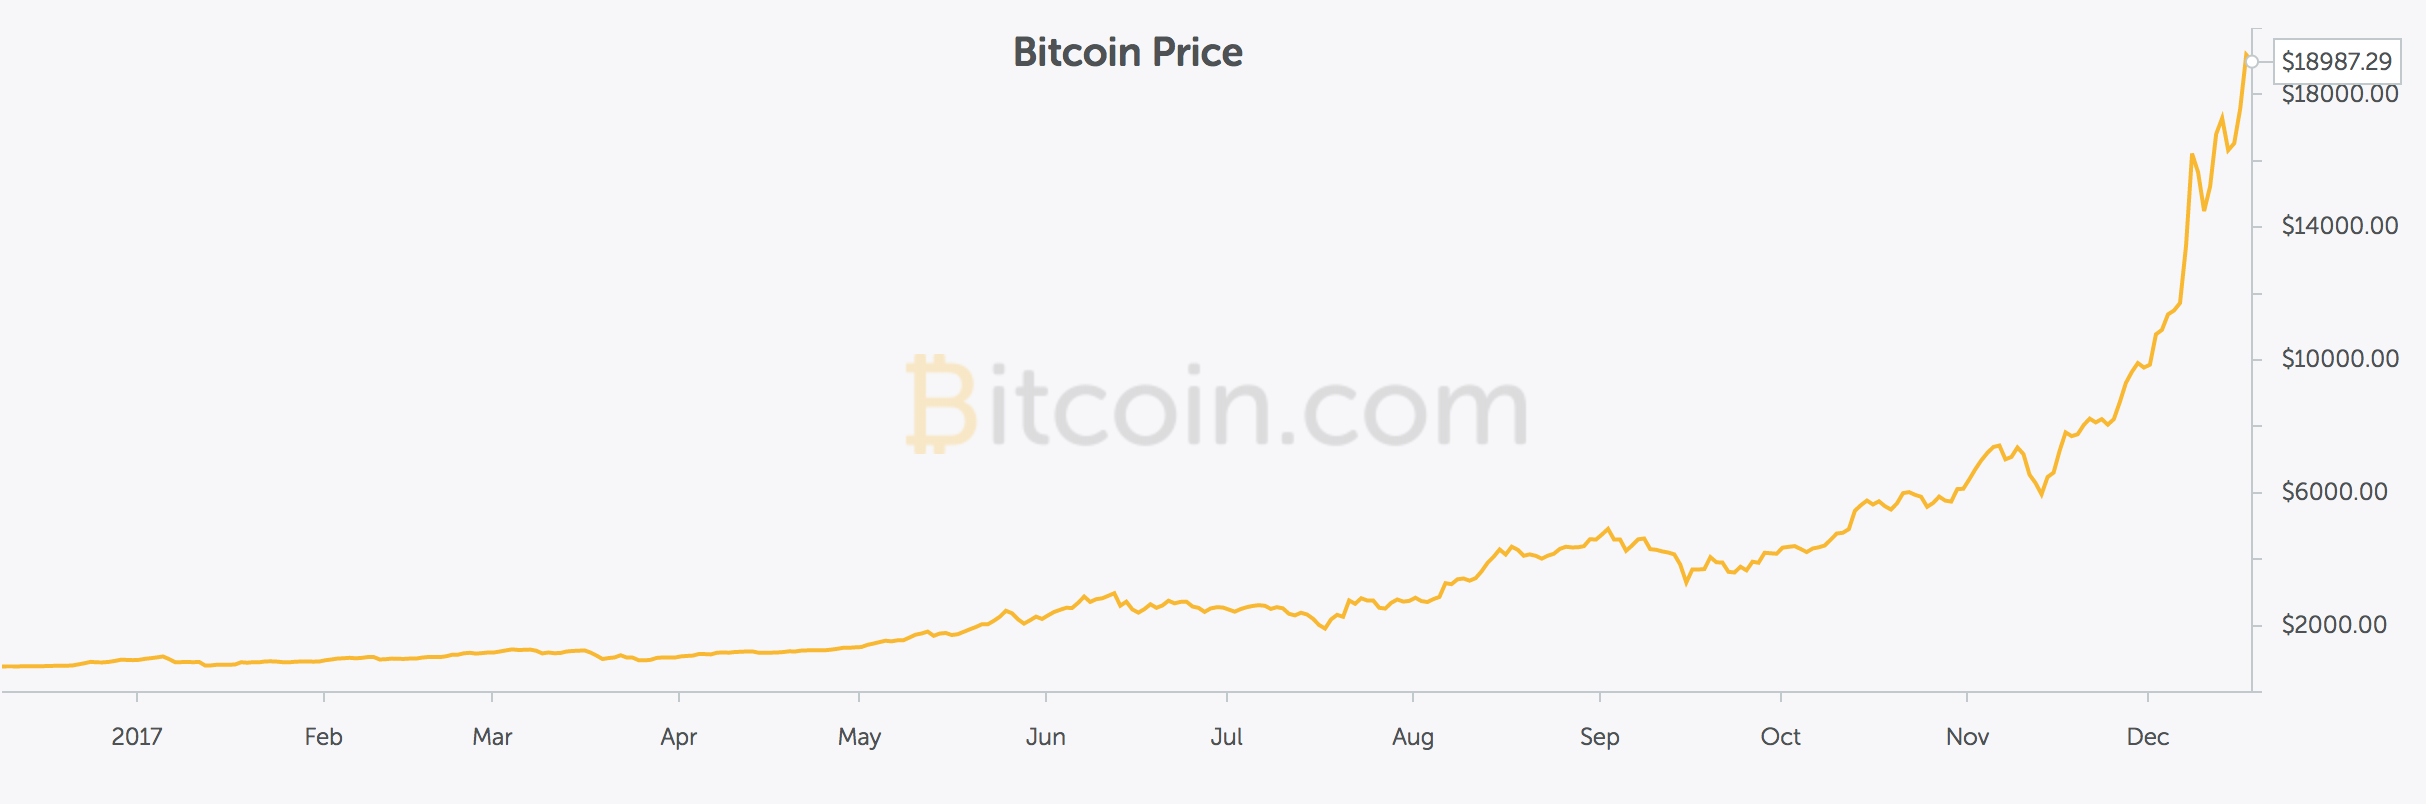 Bitcoin Price
$18987.29
$18000.00
$14000.00
$10000.00
Bitcoin.com
$6000.00
$2000.00
2017 Feb Mar Apr May Jun Jul Aug Sep Oct Nov Dec